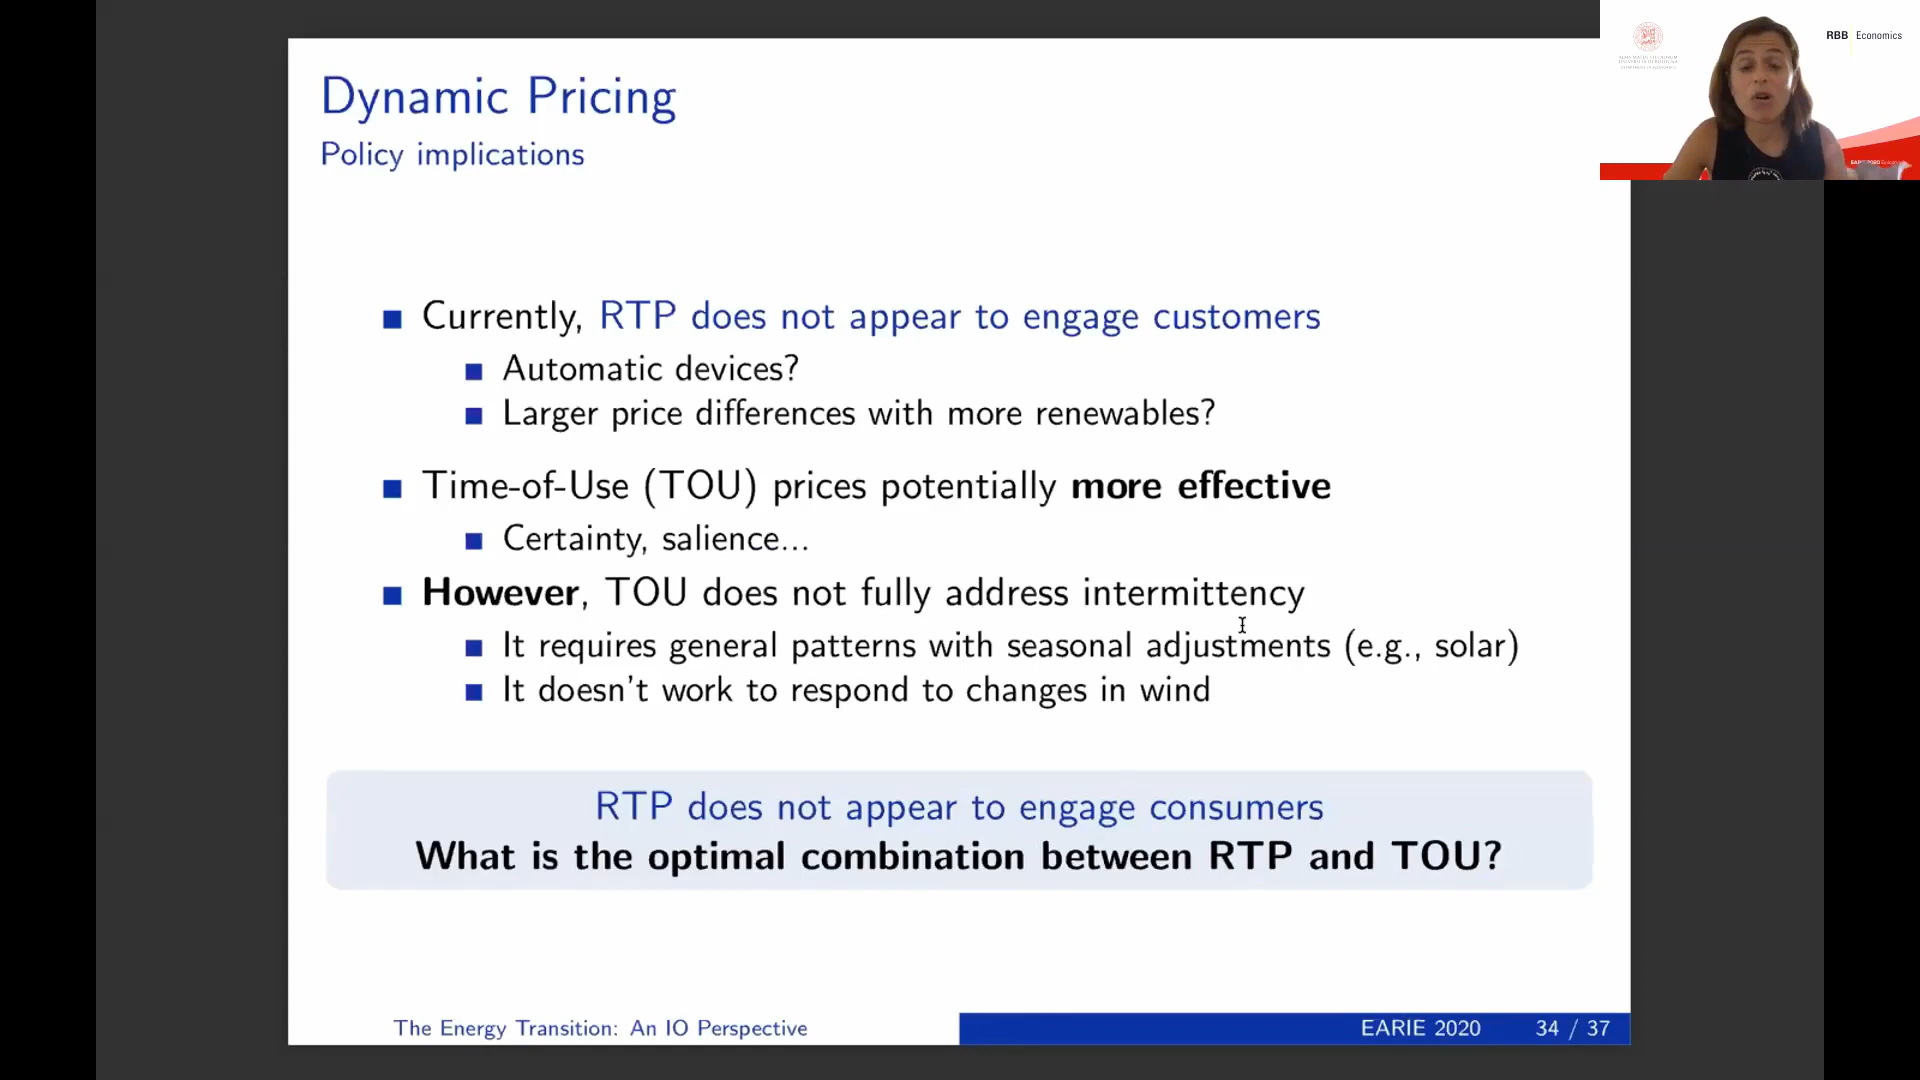 Dynamic Pricing
Policy implications
RBB Economics
Currently, RTP does not appear to engage customers
Automatic devices?
Larger price differences with more renewables?
Time-of-Use (TOU) prices potentially more effective
Certainty, salience...
However, TOU does not fully address intermittency
It requires general patterns with seasonal adjustments (e.g., solar)
It doesn't work to respond to changes in wind
RTP does not appear to engage consumers
What is the optimal combination between RTP and TOU?
The Energy Transition: An IO Perspective
EARIE 2020 34 / 37